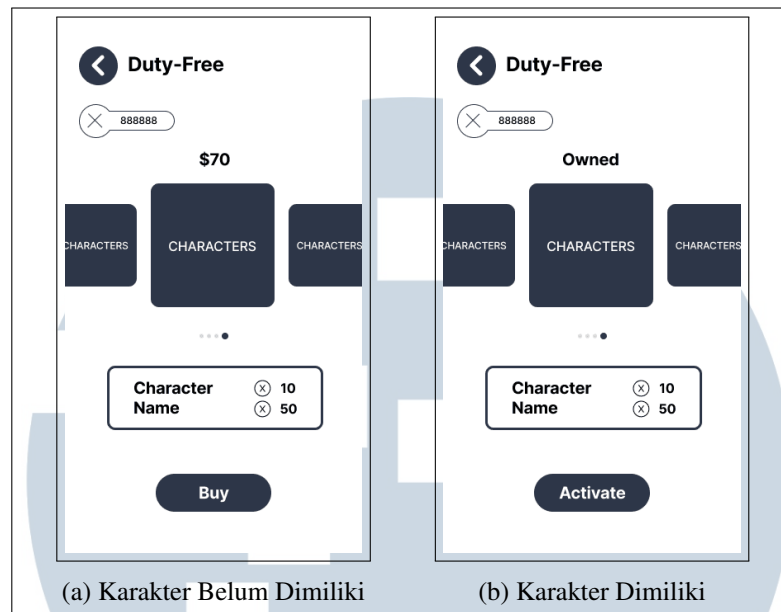 Duty-Free
888888
$70
CHARACTERS CHARACTERS CHARACTERS
Character 10
Name 50
Buy
(a) Karakter Belum Dimiliki
Duty-Free
888888
Owned
CHARACTERS CHARACTERS CHARACTERS
Character 10
Name 50
Activate
(b) Karakter Dimiliki